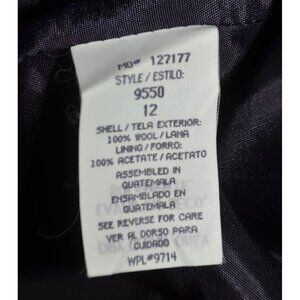 MO# 127177
STYLE/ESTILO:
9550
12
SHELL/TELA EXTERIOR:
100% WOOL/LANA
LINING/FORRO:
100% ACETATE/ACETATO
ASSEMBLED IN
GUATEMALA
ENSAMBLADO EN
GUATEMALA
SEE REVERSE FOR CARE
VER AL DORSO PARA
CUIDADO
WPL#9714